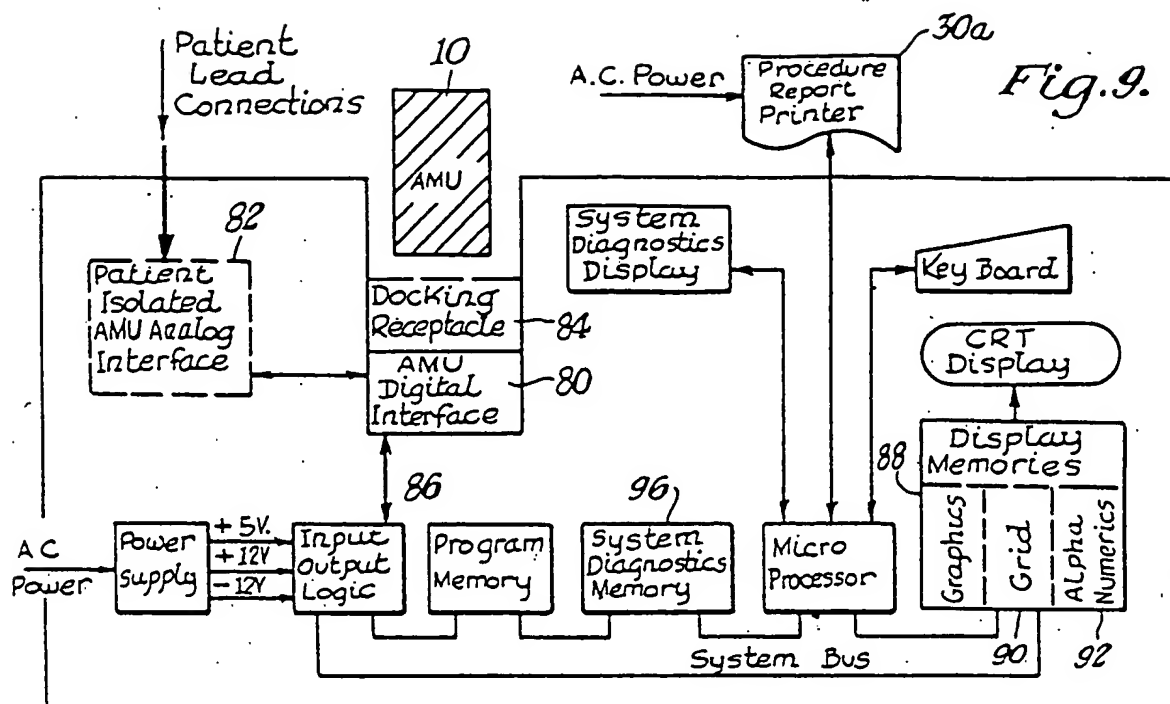 Patient
Lead
Connections
10
AMU
A.C. Power
30a
Procedure
Report
Printer
Fig. 9.
82
Patient
Isolated
AMU Analog
Interface
Docking
Receptacle
84
AMU
Digital
Interface
80
System
Diagnostics
Display
Key Board
CRT
Display
86
96
88
Display
Memories
Graphics
Grid
Alpha
Numerics
A C
Power
Power
Supply
+ 5V.
+ 12V
- 12V
Input
Output
Logic
Program
Memory
System
Diagnostics
Memory
Micro
Processor
System Bus
90
92